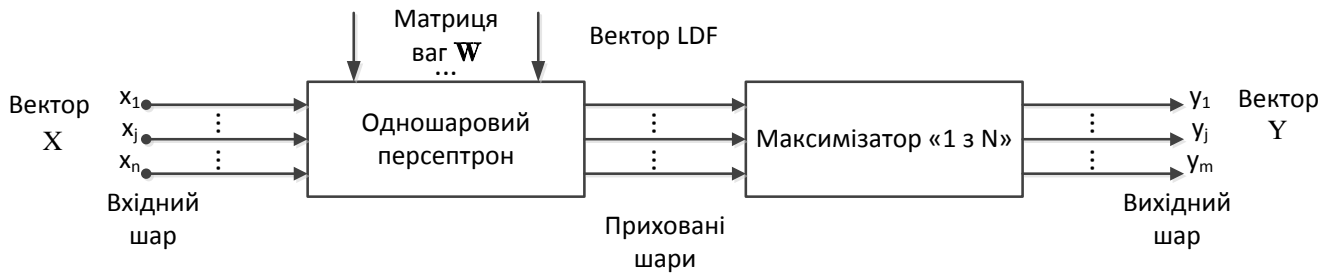 Матриця
ваг W
...
Вектор LDF
Вектор
X
x1
xj
xn
...
...
Вхідний
шар
Одношаровий
персептрон
...
...
Приховані
шари
Максимізатор «1 з N»
...
...
y1
yj
ym
Вектор
Y
Вихідний
шар